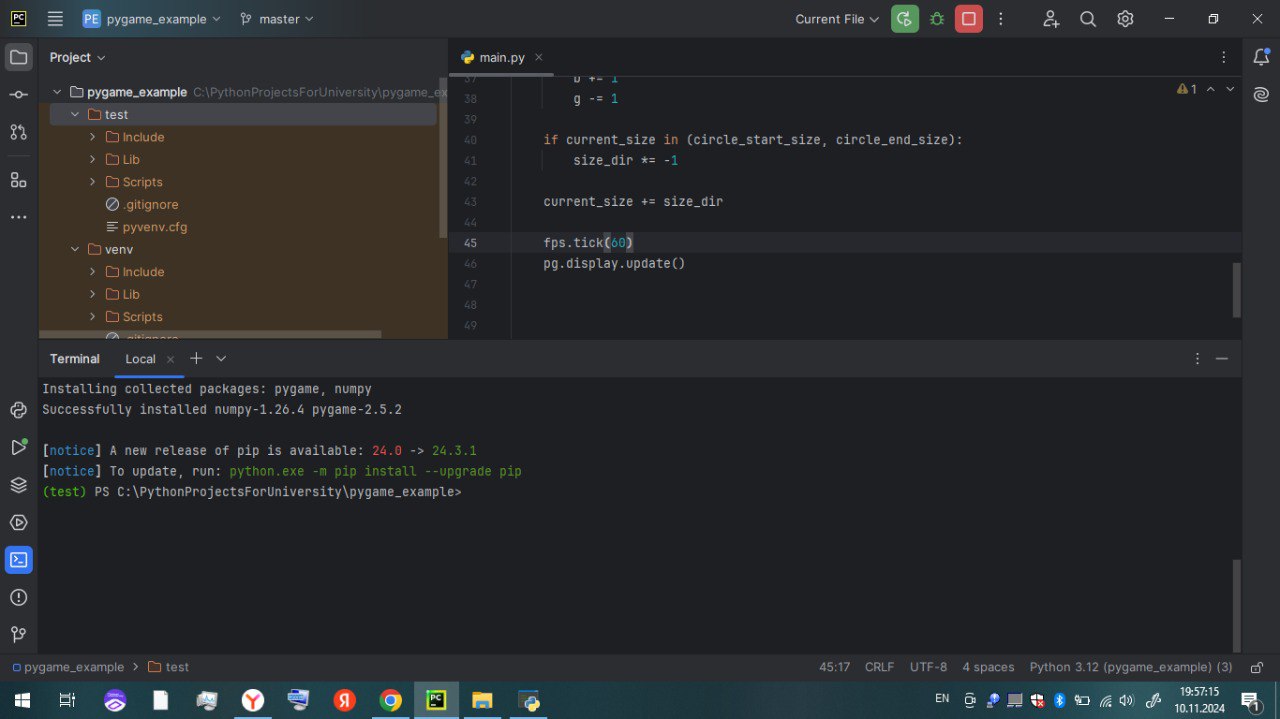 PC
PE pygame_example
master
Current File
Project
main.py
pygame_example C:\PythonProjectsForUniversity\pygame_ex
test
Include
Lib
Scripts
.gitignore
pyvenv.cfg
venv
Include
Lib
Scripts
.gitignore
1
37 b += 1
38 g -= 1
39
40 if current_size in (circle_start_size, circle_end_size):
41 size_dir *= -1
42
43 current_size += size_dir
44
45 fps.tick(60)
46 pg.display.update()
47
48
49
Terminal
Local
Installing collected packages: pygame, numpy
Successfully installed numpy-1.26.4 pygame-2.5.2
[notice] A new release of pip is available: 24.0 -> 24.3.1
[notice] To update, run: python.exe -m pip install --upgrade pip
(test) PS C:\PythonProjectsForUniversity\pygame_example>
pygame_example > test
45:17 CRLF UTF-8 4 spaces Python 3.12 (pygame_example) (3)
Y
Я
PC
EN
19:57:15
10.11.2024
1